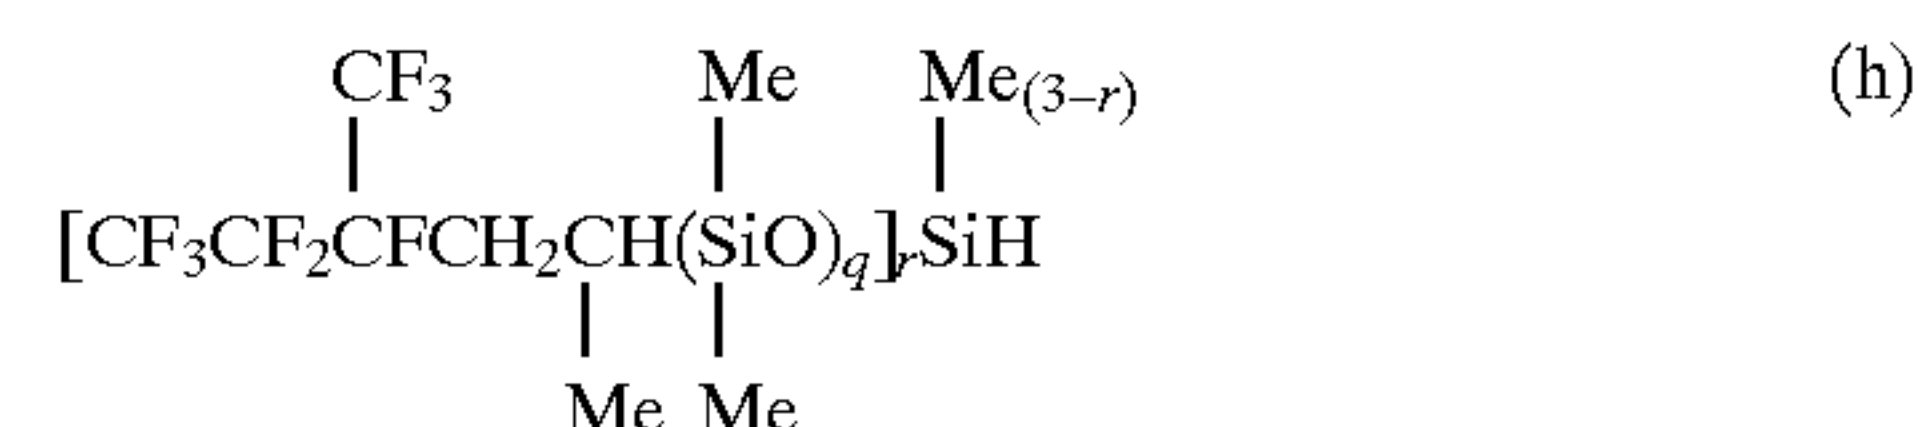 CF₃ Me Me₍₃₋ᵣ₎ (h)
[CF₃CF₂CFCH₂CH(SiO)q]ᵣSiH
Me Me